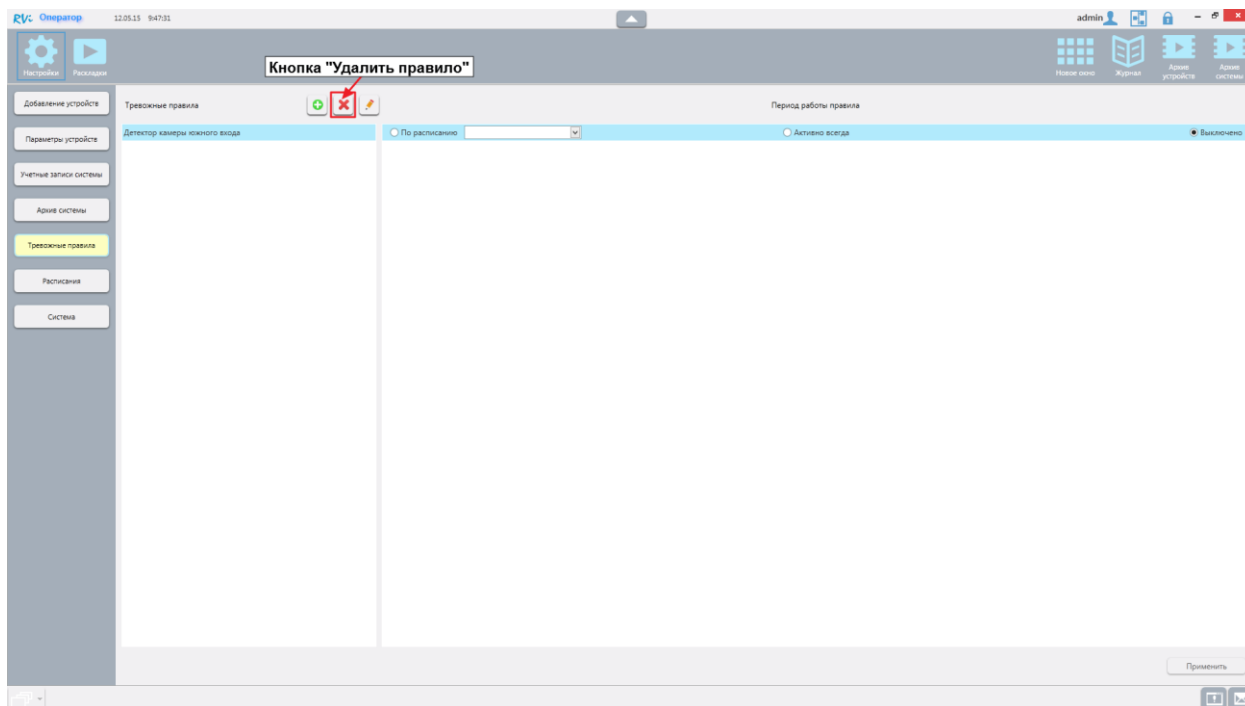 RVi Оператор 12.05.15 9:47:31 admin
Настройки Раскладки Новое окно Журнал Архив устройств Архив системы
Кнопка "Удалить правило"
Добавление устройств Тревожные правила Период работы правила
Детектор камеры южного входа По расписанию Активно всегда Выключено
Параметры устройств
Учетные записи системы
Архив системы
Тревожные правила
Расписания
Система
Применить